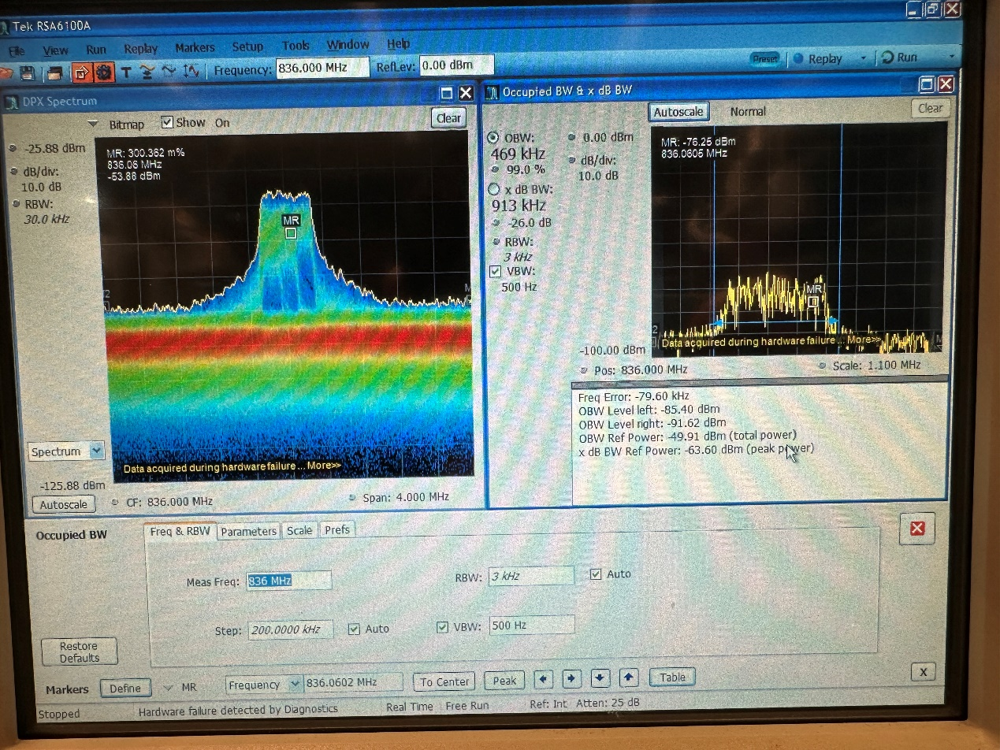 Tek RSA6100A
File View Run Replay Markers Setup Tools Window Help
T Frequency: 836.000 MHz RefLev: 0.00 dBm Preset Replay Run
DPX Spectrum
Bitmap Show On Clear
-25.88 dBm
dB/div:
10.0 dB
RBW:
30.0 kHz
MR: 300.362 m%
836.06 MHz
-53.88 dBm
MR
Data acquired during hardware failure ... More>>
Spectrum
-125.88 dBm
Autoscale CF: 836.000 MHz Span: 4.000 MHz
Occupied BW & x dB BW
Autoscale Normal Clear
OBW:
469 kHz
99.0 %
x dB BW:
913 kHz
-26.0 dB
RBW:
3 kHz
VBW:
500 Hz
0.00 dBm
dB/div:
10.0 dB
MR: -76.25 dBm
836.0605 MHz
MR
Data acquired during hardware failure ... More>>
-100.00 dBm
Pos: 836.000 MHz Scale: 1.100 MHz
Freq Error: -79.60 kHz
OBW Level left: -85.40 dBm
OBW Level right: -91.62 dBm
OBW Ref Power: -49.91 dBm (total power)
x dB BW Ref Power: -63.60 dBm (peak power)
Occupied BW
Freq & RBW Parameters Scale Prefs
Meas Freq: 836 MHz RBW: 3 kHz Auto
Step: 200.0000 kHz Auto VBW: 500 Hz
Restore
Defaults
Markers Define MR Frequency 836.0602 MHz To Center Peak Table X
Stopped Hardware failure detected by Diagnostics Real Time Free Run Ref: Int Atten: 25 dB